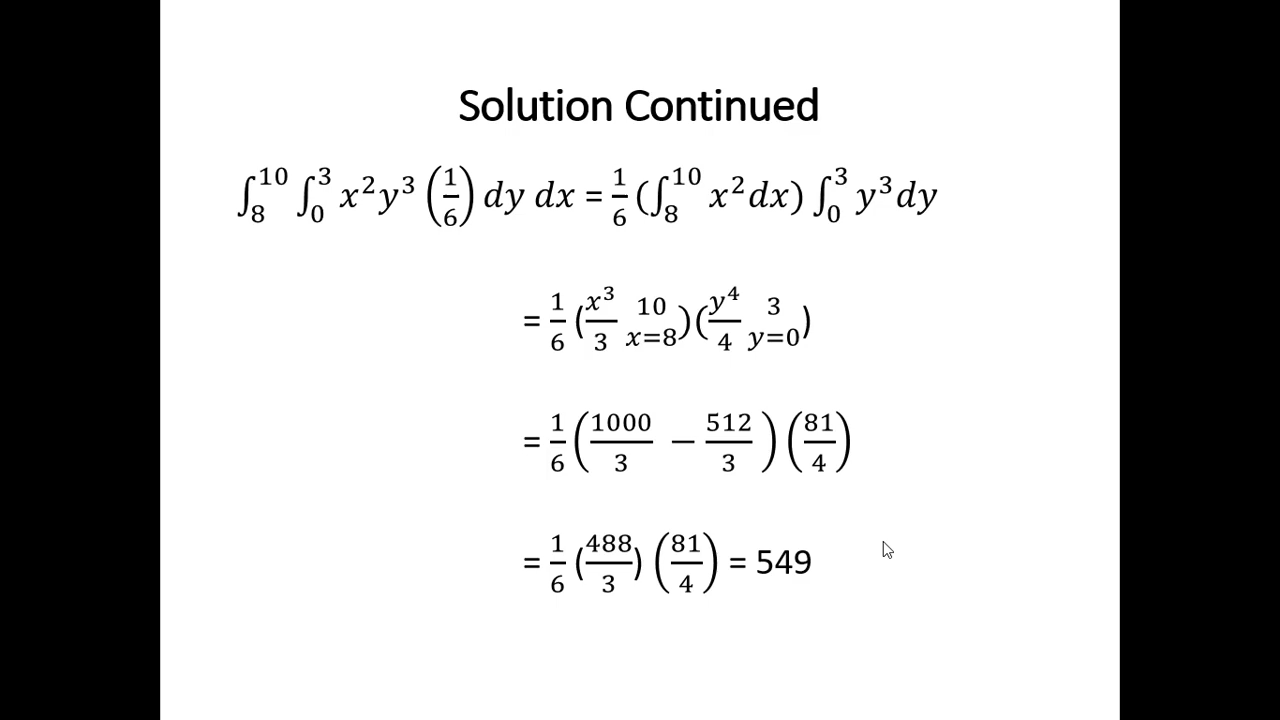 Solution Continued
∫₈¹⁰ ∫₀³ x²y³ (1/6) dy dx = 1/6 (∫₈¹⁰ x²dx) ∫₀³ y³dy
= 1/6 (x³/3 10 x=8)(y⁴/4 3 y=0)
= 1/6 (1000/3 − 512/3) (81/4)
= 1/6 (488/3) (81/4) = 549